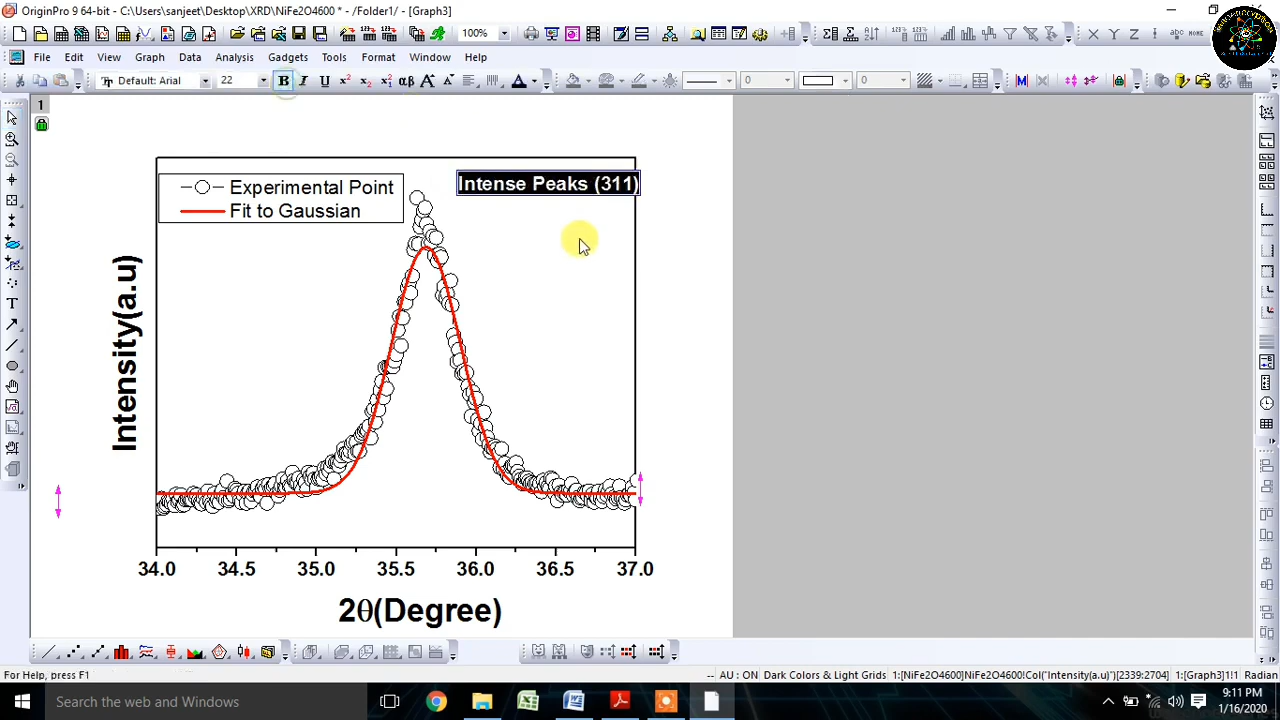 OriginPro 9 64-bit - C:\Users\sanjeet\Desktop\XRD\NiFe2O4600 * - /Folder1/ - [Graph3]
100%
File Edit View Graph Data Analysis Gadgets Tools Format Window Help
Default: Arial 22 B I U 0 0
1
Experimental Point
Fit to Gaussian
Intense Peaks (311)
Intensity(a.u)
34.0 34.5 35.0 35.5 36.0 36.5 37.0
2θ(Degree)
For Help, press F1
-- AU : ON Dark Colors & Light Grids 1:[NiFe2O4600]NiFe2O4600!Col("Intensity(a.u)")[2339:2704] 1:[Graph3]1!1 Radian
Search the web and Windows
9:11 PM
1/16/2020